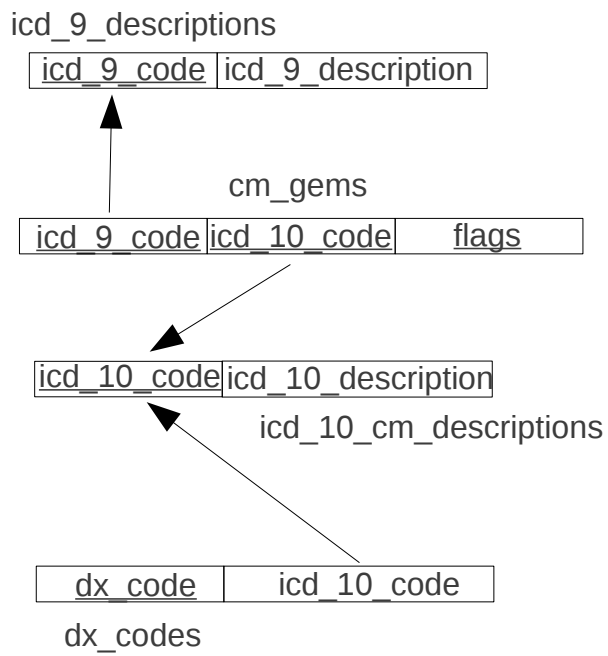 icd_9_descriptions
icd_9_code icd_9_description
cm_gems
icd_9_code icd_10_code flags
icd_10_code icd_10_description
icd_10_cm_descriptions
dx_code icd_10_code
dx_codes